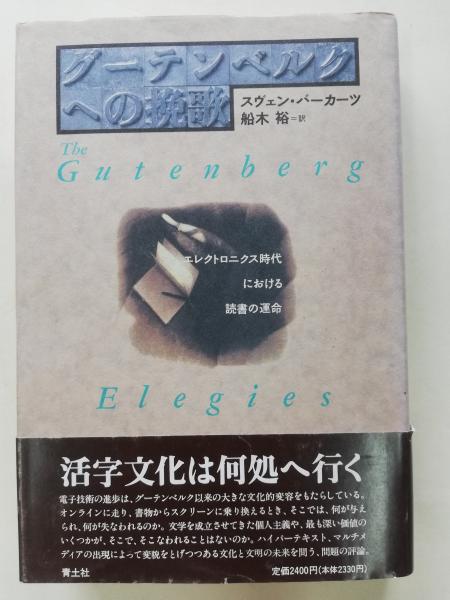 グーテンベルク
への挽歌
スヴェン・バーカーツ
船木 裕=訳
The
Gutenberg
エレクトロニクス時代
における
読書の運命
Elegies
活字文化は何処へ行く
電子技術の進歩は、グーテンベルク以来の大きな文化的変容をもたらしている。
オンラインに走り、書物からスクリーンに乗り換えるとき、そこでは、何が与え
られ、何が失なわれるのか。文学を成立させてきた個人主義や、最も深い価値の
いくつかが、そこで、そこなわれることはないのか。ハイパーテキスト、マルチメ
ディアの出現によって変貌をとげつつある文化と文明の未来を問う、問題の評論。
青土社
定価2400円(本体2330円)